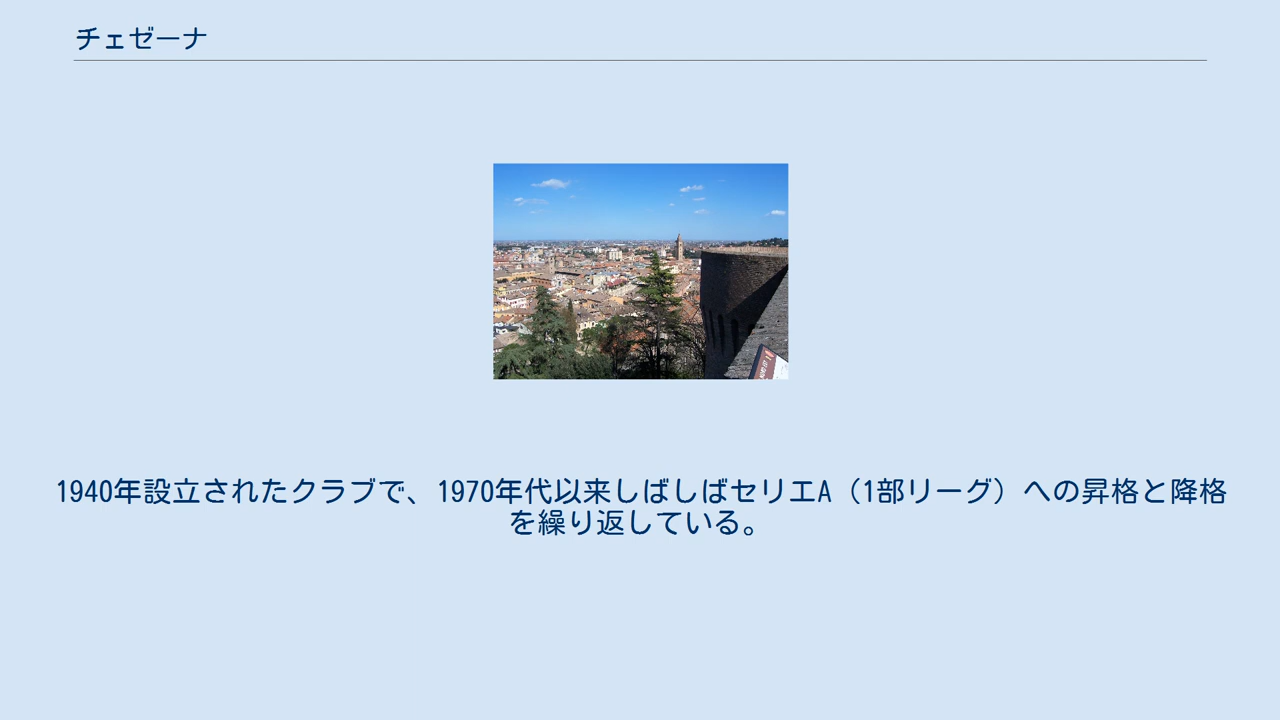 チェゼーナ
1940年設立されたクラブで、1970年代以来しばしばセリエA（1部リーグ）への昇格と降格
を繰り返している。